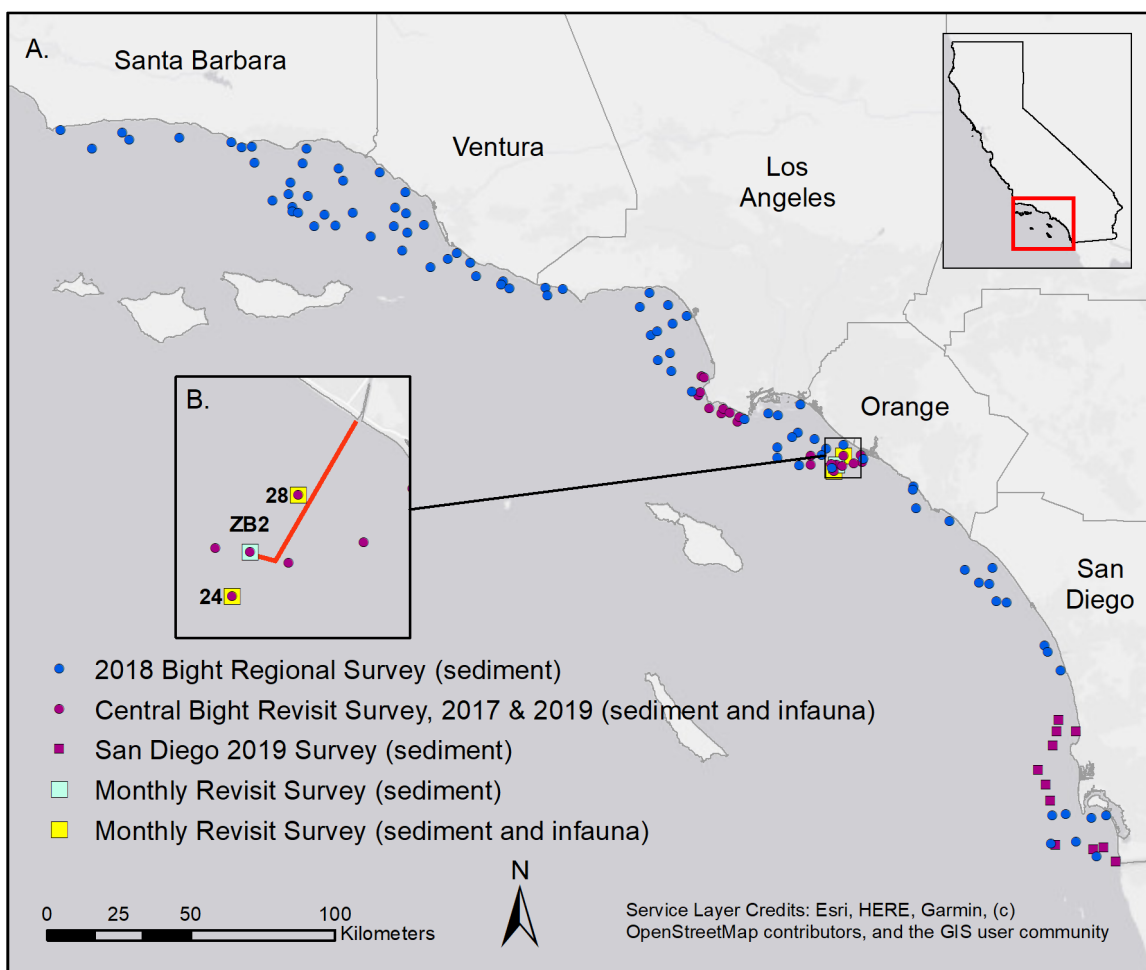 A.
Santa Barbara
Ventura
Los
Angeles
Orange
San
Diego
B.
28
ZB2
24
2018 Bight Regional Survey (sediment)
Central Bight Revisit Survey, 2017 & 2019 (sediment and infauna)
San Diego 2019 Survey (sediment)
Monthly Revisit Survey (sediment)
Monthly Revisit Survey (sediment and infauna)
N
0 25 50 100
Kilometers
Service Layer Credits: Esri, HERE, Garmin, (c)
OpenStreetMap contributors, and the GIS user community